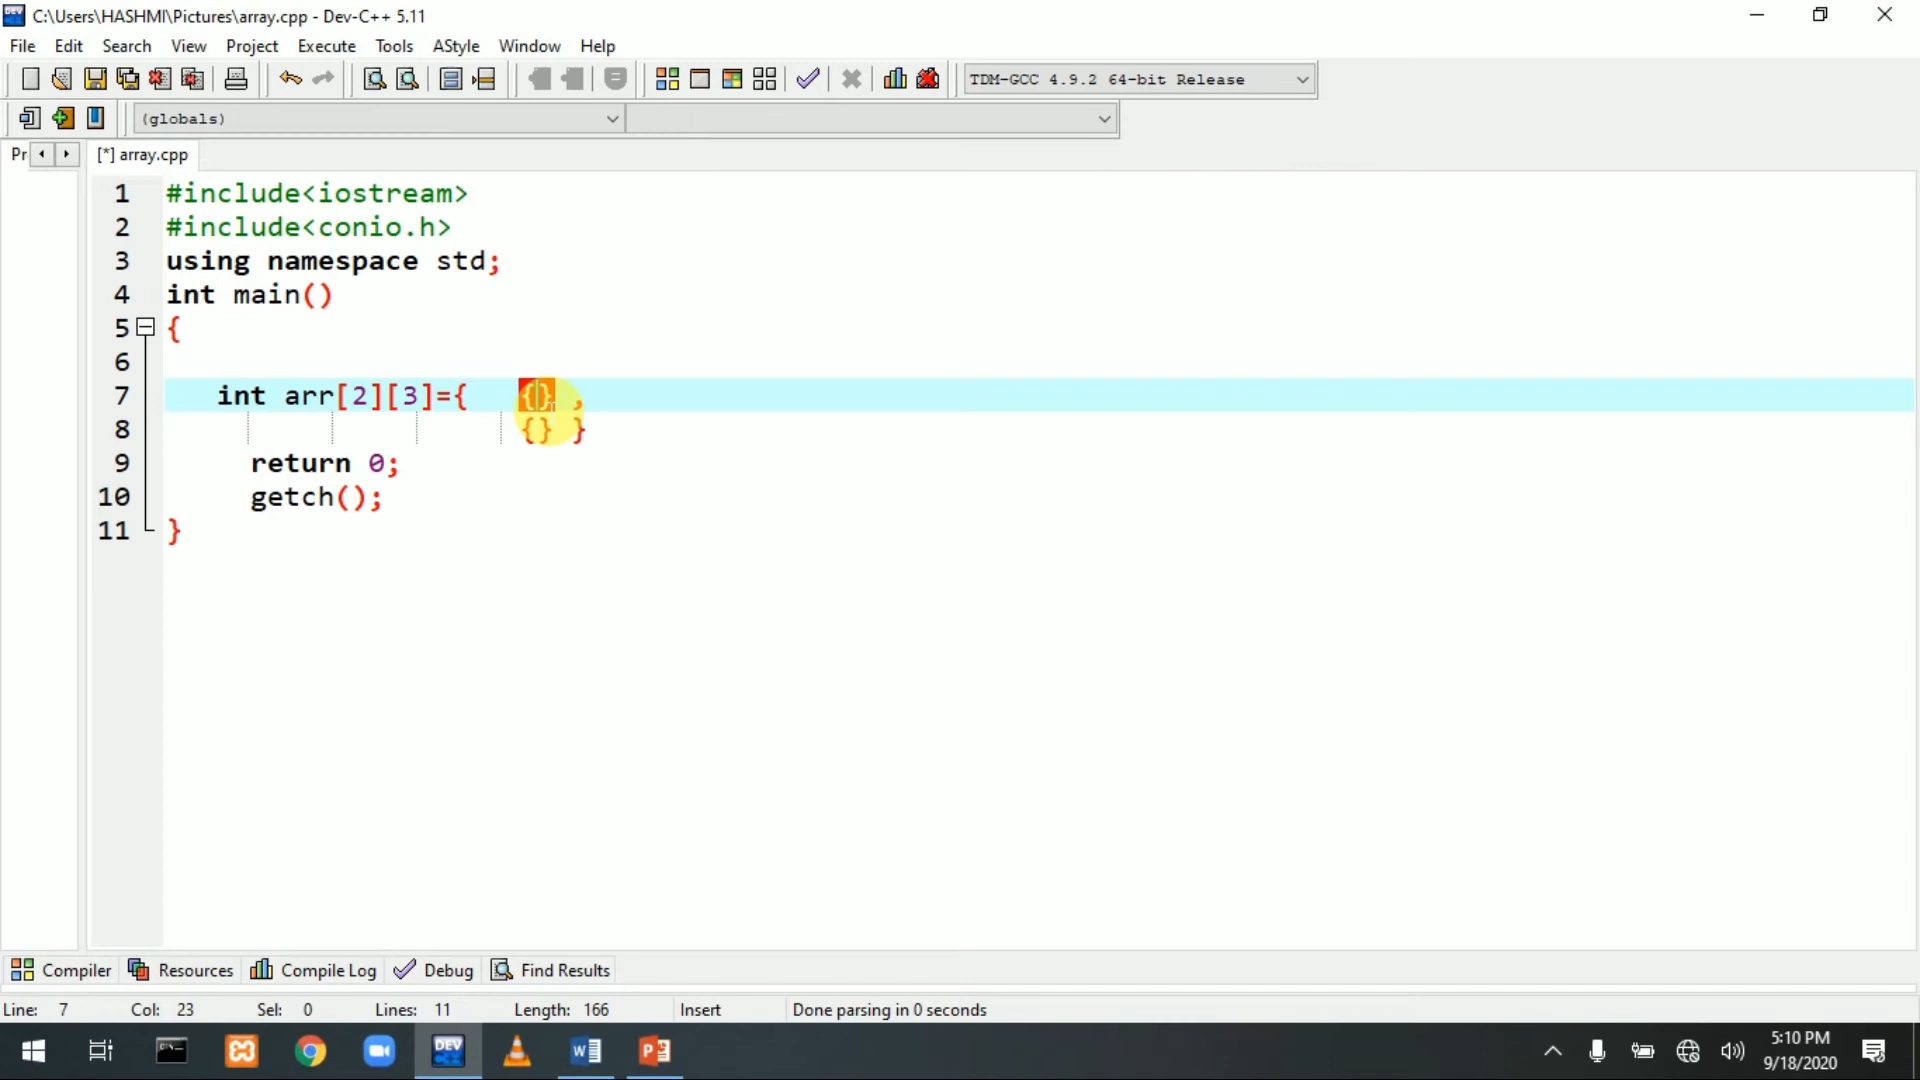 C:\Users\HASHMI\Pictures\array.cpp - Dev-C++ 5.11
File Edit Search View Project Execute Tools AStyle Window Help
TDM-GCC 4.9.2 64-bit Release
(globals)
Pr [*] array.cpp
1 #include<iostream>
2 #include<conio.h>
3 using namespace std;
4 int main()
5 {
6
7 int arr[2][3]={ {} ,
8 {} }
9 return 0;
10 getch();
11 }
Compiler Resources Compile Log Debug Find Results
Line: 7 Col: 23 Sel: 0 Lines: 11 Length: 166 Insert Done parsing in 0 seconds
DEV
5:10 PM
9/18/2020